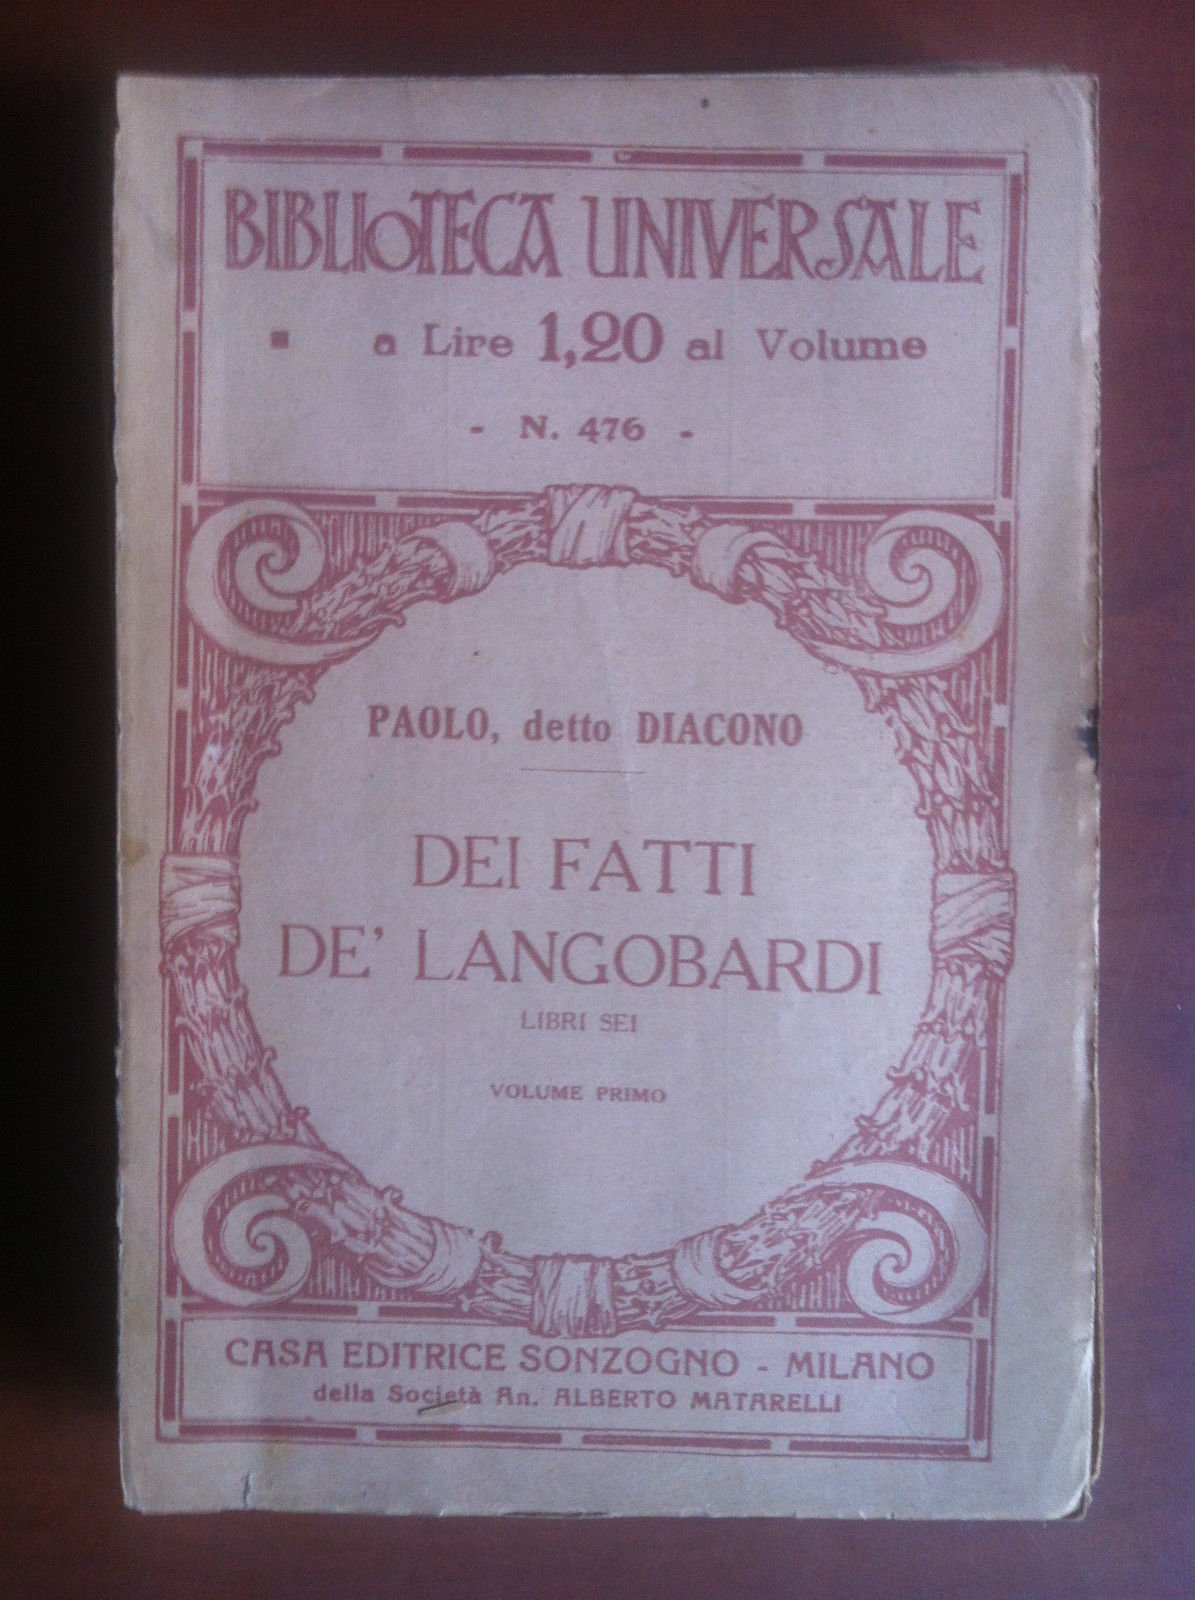 BIBLIOTECA UNIVERSALE
a Lire 1,20 al Volume
- N. 476 -
PAOLO, detto DIACONO
DEI FATTI
DE' LANGOBARDI
LIBRI SEI
VOLUME PRIMO
CASA EDITRICE SONZOGNO - MILANO
della Società An. ALBERTO MATARELLI